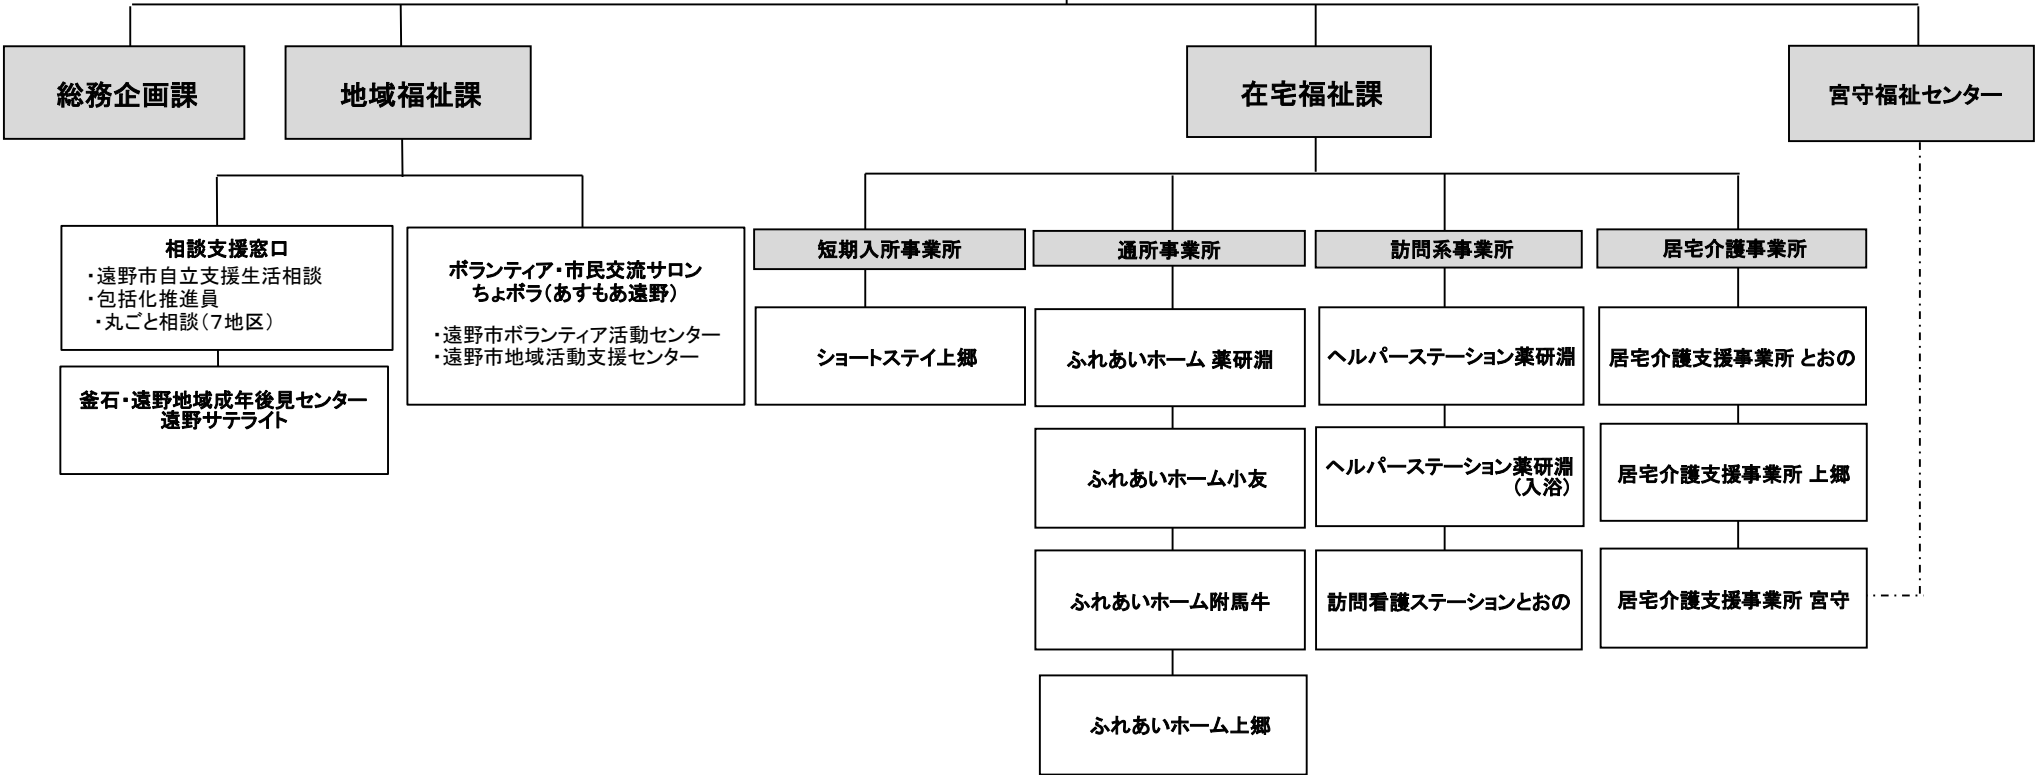 総務企画課
地域福祉課
在宅福祉課
宮守福祉センター
相談支援窓口
・遠野市自立支援生活相談
・包括化推進員
・丸ごと相談（７地区）
釜石・遠野地域成年後見センター
遠野サテライト
ボランティア・市民交流サロン
ちょボラ（あすもあ遠野）
・遠野市ボランティア活動センター
・遠野市地域活動支援センター
短期入所事業所
ショートステイ上郷
通所事業所
ふれあいホーム 薬研淵
ふれあいホーム小友
ふれあいホーム附馬牛
ふれあいホーム上郷
訪問系事業所
ヘルパーステーション薬研淵
ヘルパーステーション薬研淵
（入浴）
訪問看護ステーションとおの
居宅介護事業所
居宅介護支援事業所 とおの
居宅介護支援事業所 上郷
居宅介護支援事業所 宮守